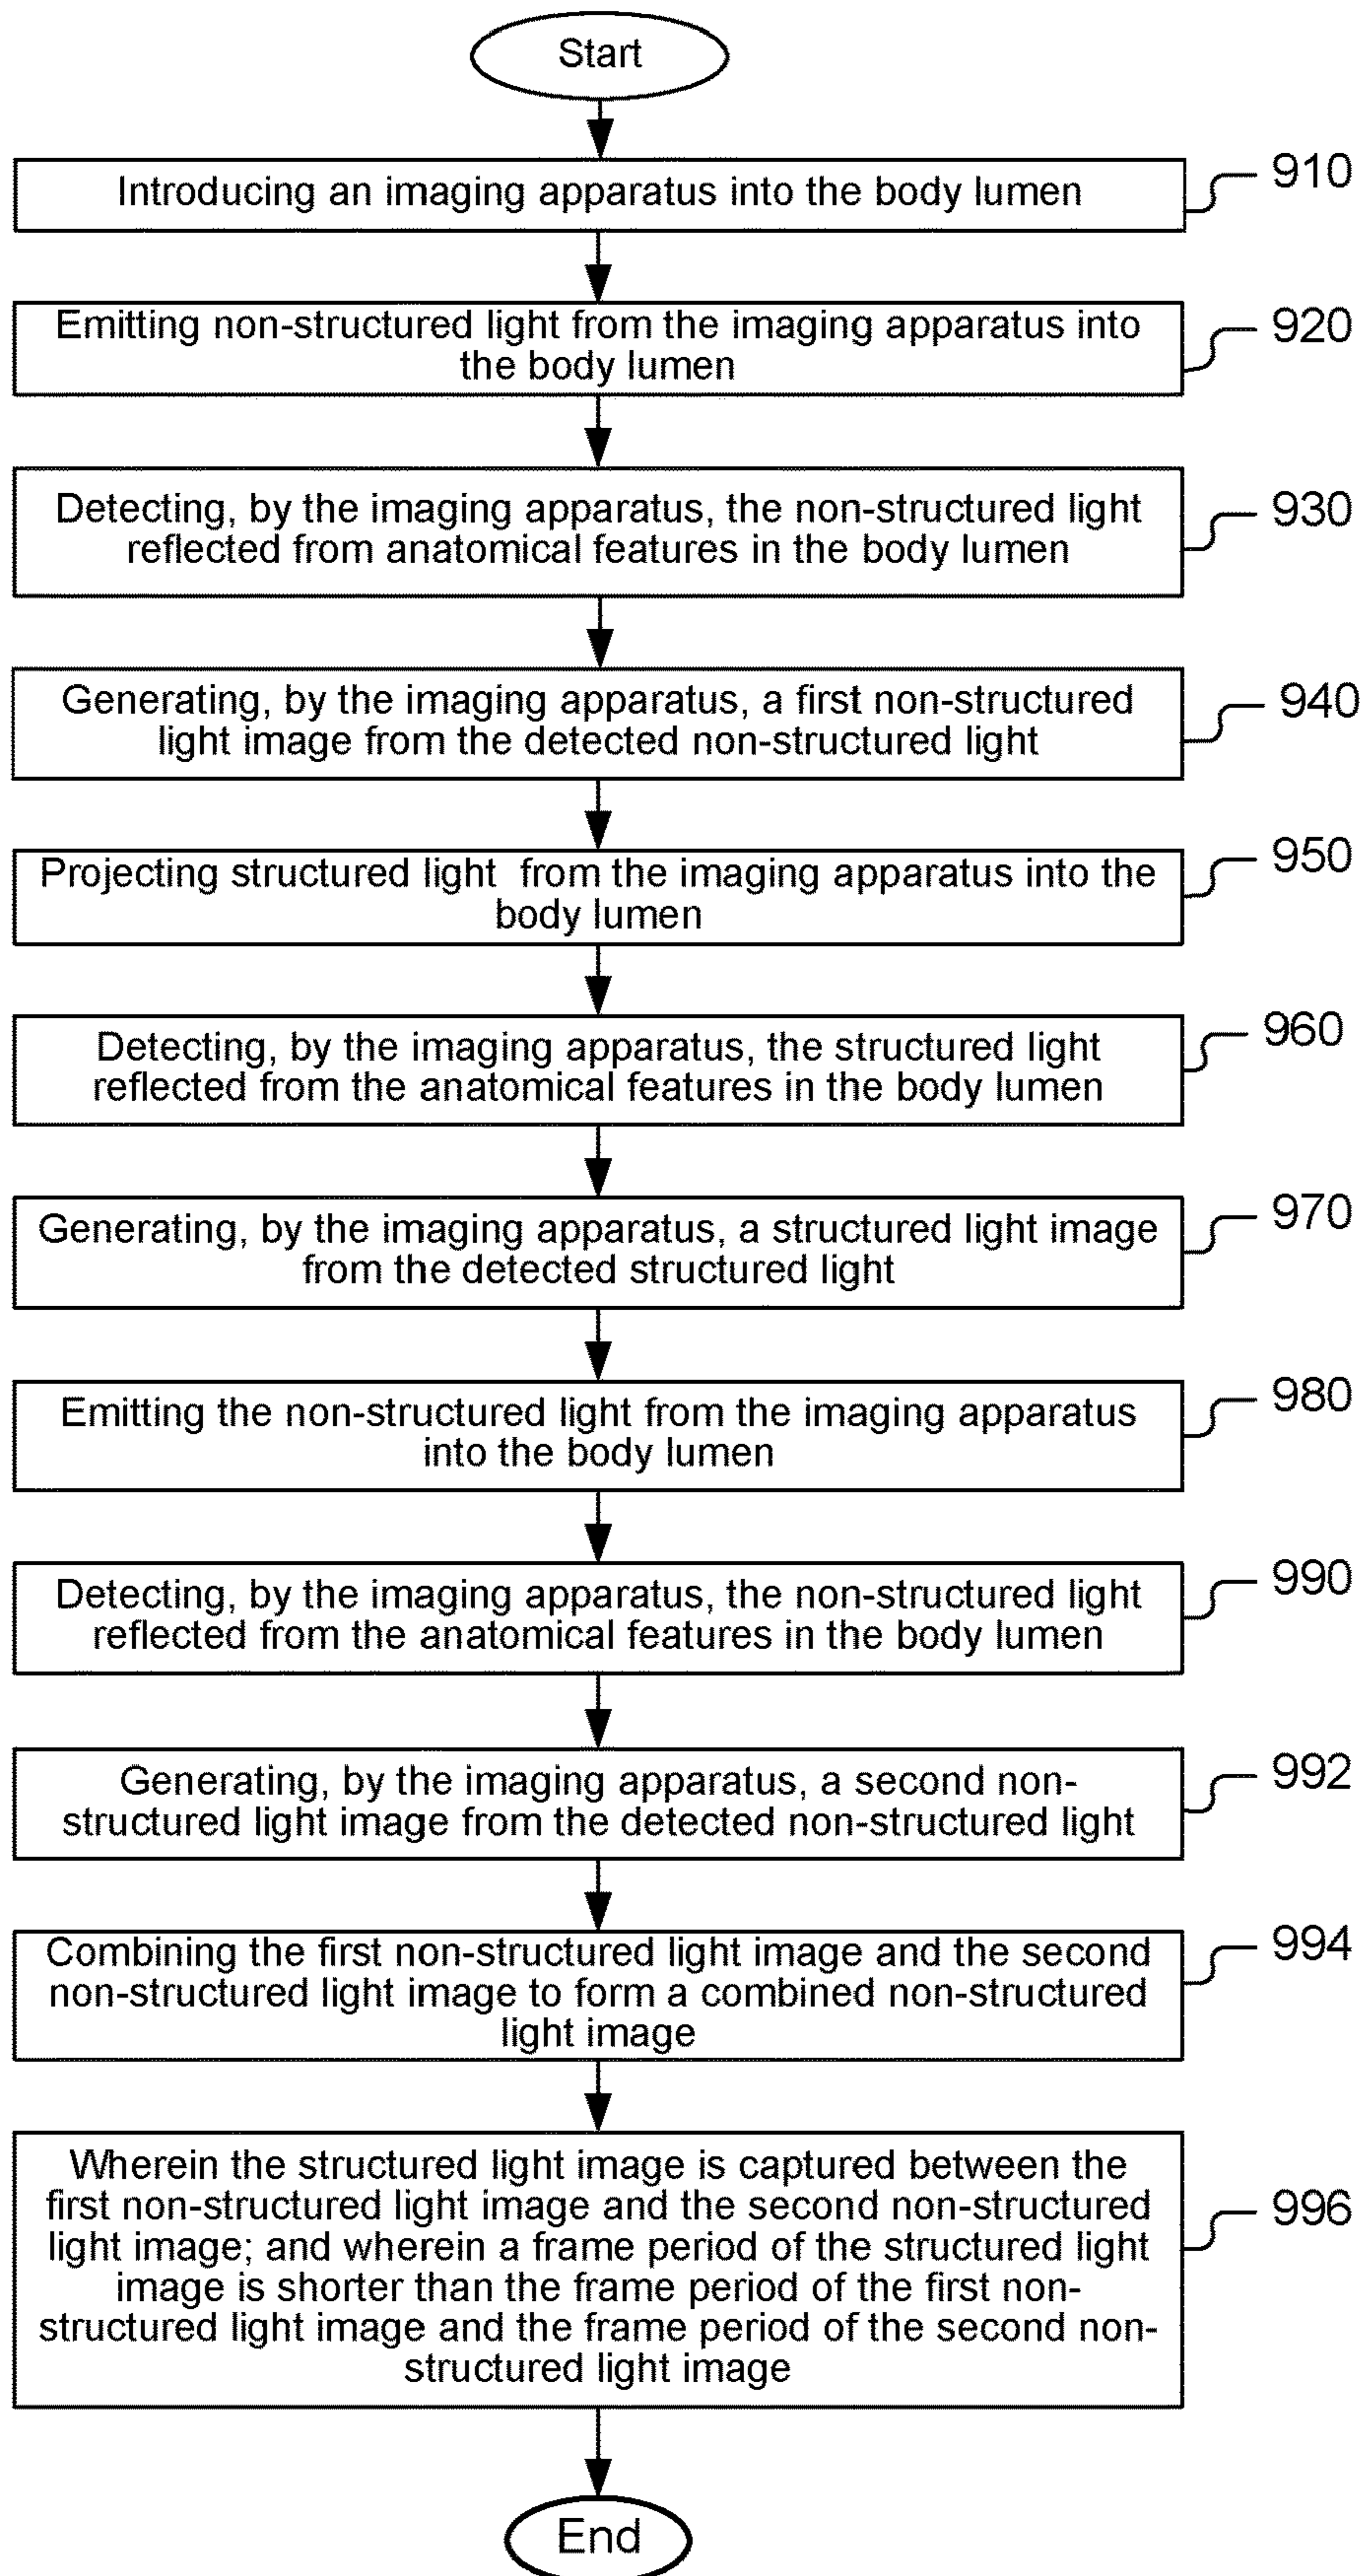 Start
Introducing an imaging apparatus into the body lumen
910
Emitting non-structured light from the imaging apparatus into
the body lumen
920
Detecting, by the imaging apparatus, the non-structured light
reflected from anatomical features in the body lumen
930
Generating, by the imaging apparatus, a first non-structured
light image from the detected non-structured light
940
Projecting structured light from the imaging apparatus into the
body lumen
950
Detecting, by the imaging apparatus, the structured light
reflected from the anatomical features in the body lumen
960
Generating, by the imaging apparatus, a structured light image
from the detected structured light
970
Emitting the non-structured light from the imaging apparatus
into the body lumen
980
Detecting, by the imaging apparatus, the non-structured light
reflected from the anatomical features in the body lumen
990
Generating, by the imaging apparatus, a second non-
structured light image from the detected non-structured light
992
Combining the first non-structured light image and the second
non-structured light image to form a combined non-structured
light image
994
Wherein the structured light image is captured between the
first non-structured light image and the second non-structured
light image; and wherein a frame period of the structured light
image is shorter than the frame period of the first non-
structured light image and the frame period of the second non-
structured light image
996
End